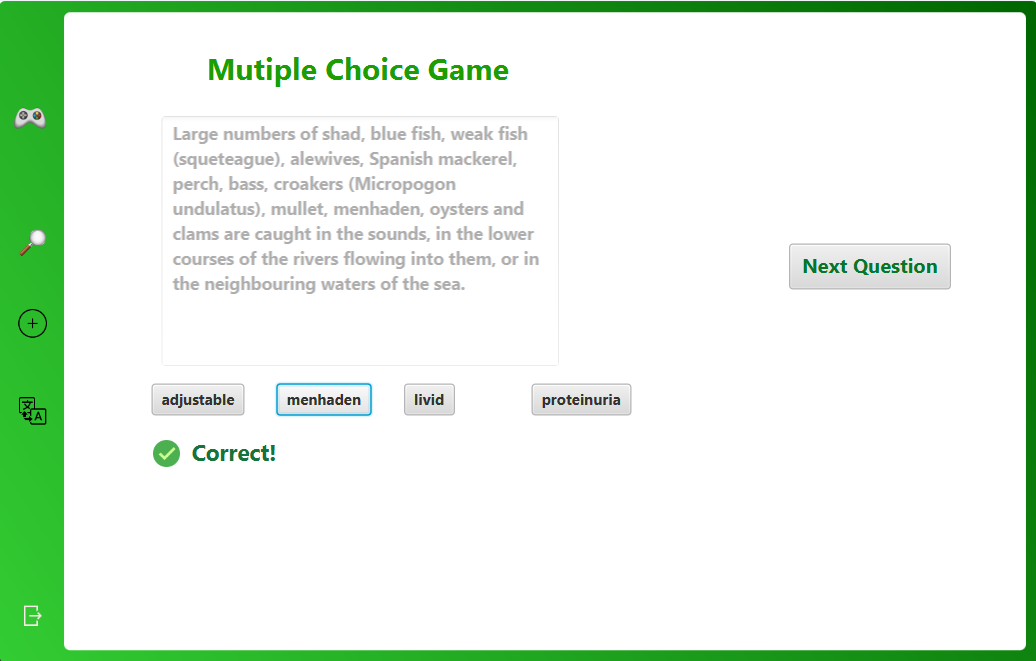 Mutiple Choice Game
Large numbers of shad, blue fish, weak fish
(squeteague), alewives, Spanish mackerel,
perch, bass, croakers (Micropogon
undulatus), mullet, menhaden, oysters and
clams are caught in the sounds, in the lower
courses of the rivers flowing into them, or in
the neighbouring waters of the sea.
Next Question
adjustable menhaden livid proteinuria
Correct!
文
A